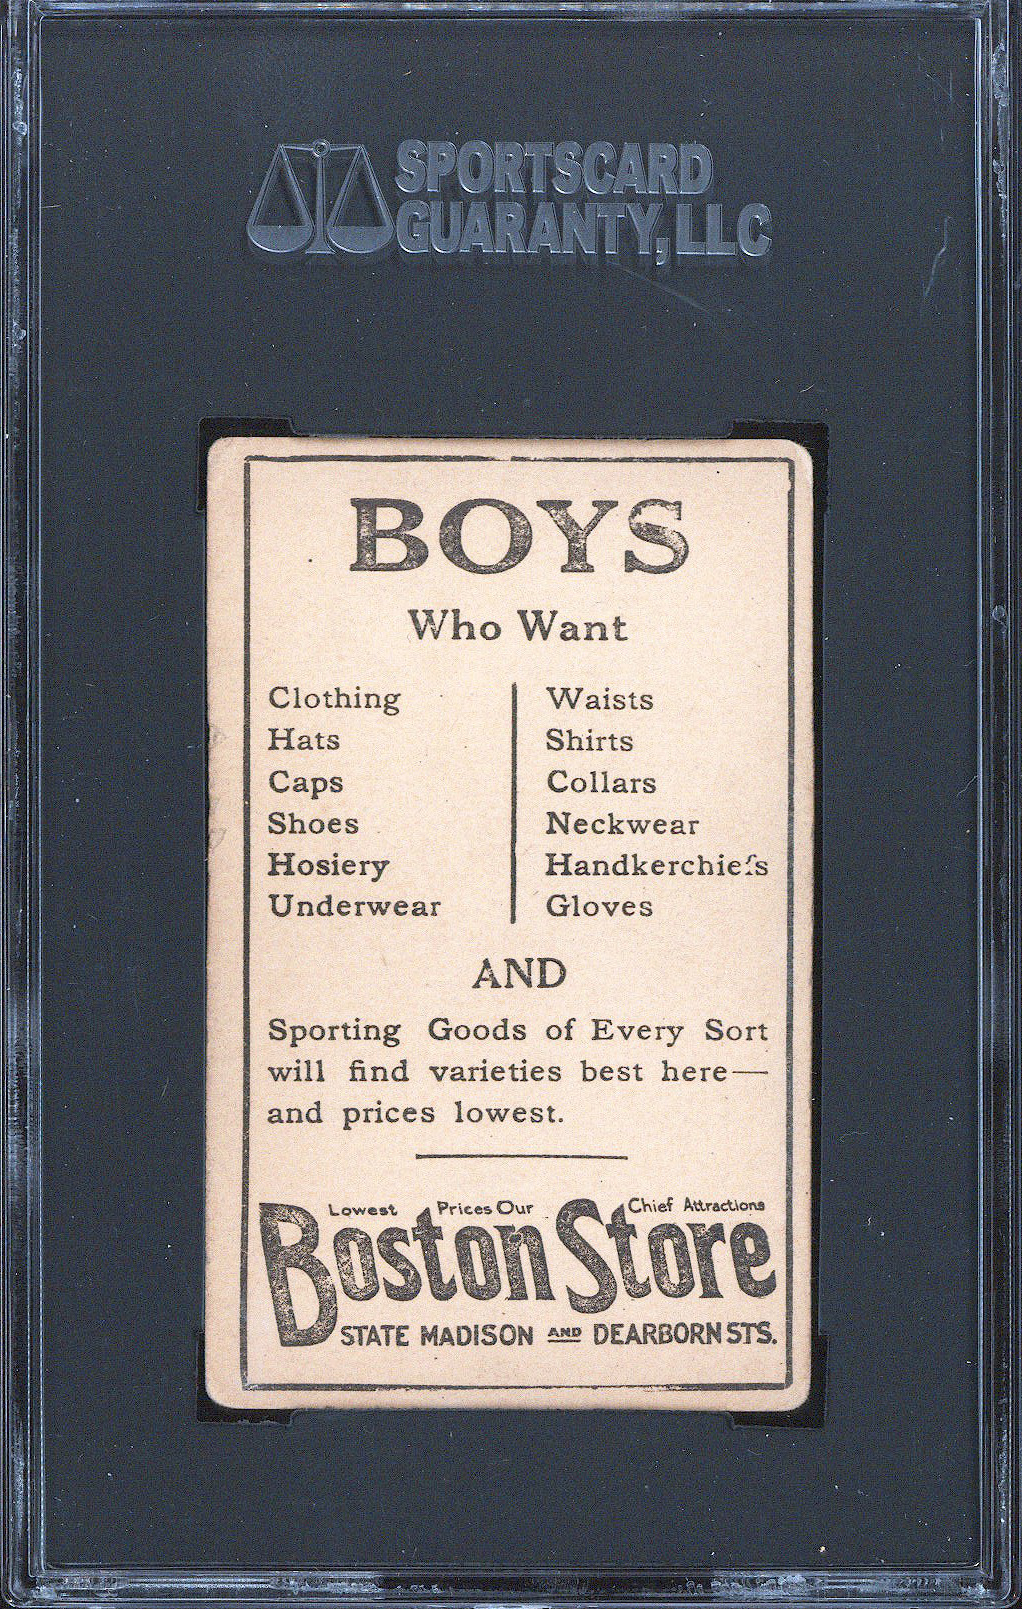 SPORTSCARD
GUARANTY, LLC
BOYS
Who Want
Clothing
Hats
Caps
Shoes
Hosiery
Underwear
Waists
Shirts
Collars
Neckwear
Handkerchiefs
Gloves
AND
Sporting Goods of Every Sort
will find varieties best here—
and prices lowest.
Lowest Prices Our Chief Attractions
Boston Store
STATE MADISON AND DEARBORN STS.